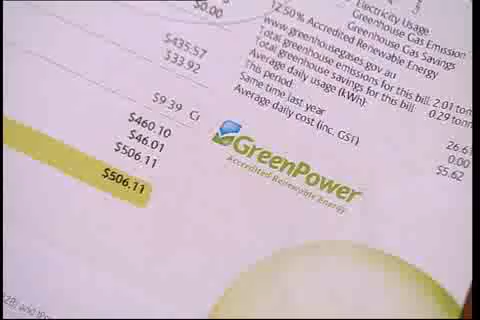 $0.00
$435.57
$33.92
$9.39 Cr
$460.10
$46.01
$506.11
$506.11
Electricity Usage
Greenhouse Gas Emission
Greenhouse Gas Savings
12.50% Accredited Renewable Energy
www.greenhousegases.gov.au
Total greenhouse emissions for this bill: 2.01 ton
Total greenhouse savings for this bill: 0.29 tonn
Average daily usage (kWh):
This period 26.61
Same time last year 0.00
Average daily cost (inc. GST) $5.62
GreenPower
Accredited Renewable Energy